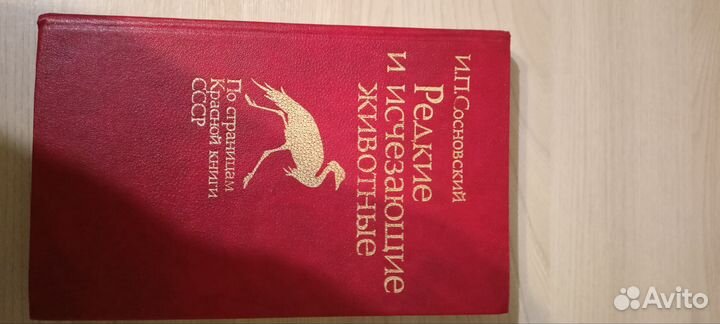 И.П.Сосновский
Редкие
и исчезающие
животные
По страницам
Красной книги
СССР
Avito